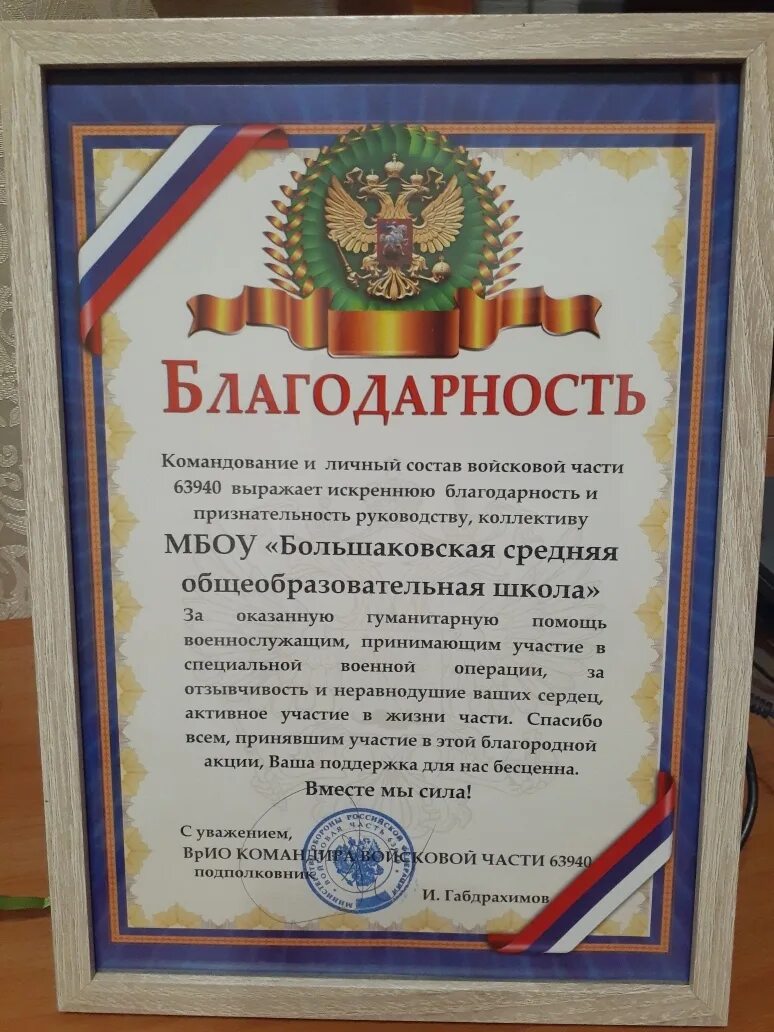 БЛАГОДАРНОСТЬ
Командование и личный состав войсковой части
63940 выражает искреннюю благодарность и
признательность руководству, коллективу
МБОУ «Большаковская средняя
общеобразовательная школа»
За оказанную гуманитарную помощь
военнослужащим, принимающим участие в
специальной военной операции, за
отзывчивость и неравнодушие ваших сердец,
активное участие в жизни части. Спасибо
всем, принявшим участие в этой благородной
акции, Ваша поддержка для нас бесценна.
Вместе мы сила!
С уважением,
ВрИО КОМАНДИРА ВОЙСКОВОЙ ЧАСТИ 63940
подполковник
И. Габдрахимов
ОБОРОНЫ РОССИЙСКОЙ
ЧАСТЬ